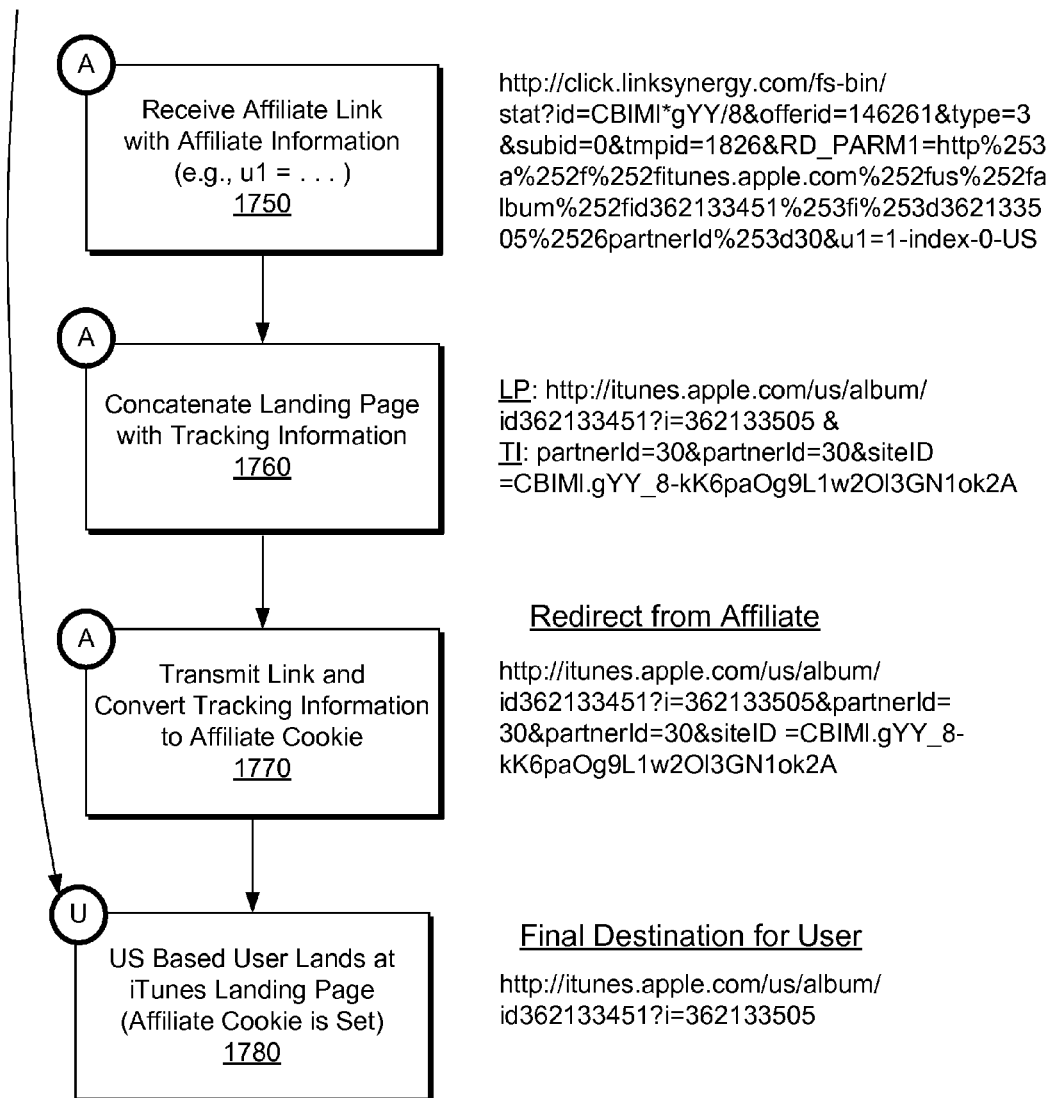 A
Receive Affiliate Link
with Affiliate Information
(e.g., u1 = . . . )
1750
http://click.linksynergy.com/fs-bin/
stat?id=CBIMI*gYY/8&offerid=146261&type=3
&subid=0&tmpid=1826&RD_PARM1=http%253
a%252f%252fitunes.apple.com%252fus%252fa
lbum%252fid362133451%253fi%253d3621335
05%2526partnerId%253d30&u1=1-index-0-US
A
Concatenate Landing Page
with Tracking Information
1760
LP: http://itunes.apple.com/us/album/
id362133451?i=362133505 &
TI: partnerId=30&partnerId=30&siteID
=CBIMI.gYY_8-kK6paOg9L1w2OI3GN1ok2A
A
Transmit Link and
Convert Tracking Information
to Affiliate Cookie
1770
Redirect from Affiliate
http://itunes.apple.com/us/album/
id362133451?i=362133505&partnerId=
30&partnerId=30&siteID =CBIMI.gYY_8-
kK6paOg9L1w2OI3GN1ok2A
U
US Based User Lands at
iTunes Landing Page
(Affiliate Cookie is Set)
1780
Final Destination for User
http://itunes.apple.com/us/album/
id362133451?i=362133505